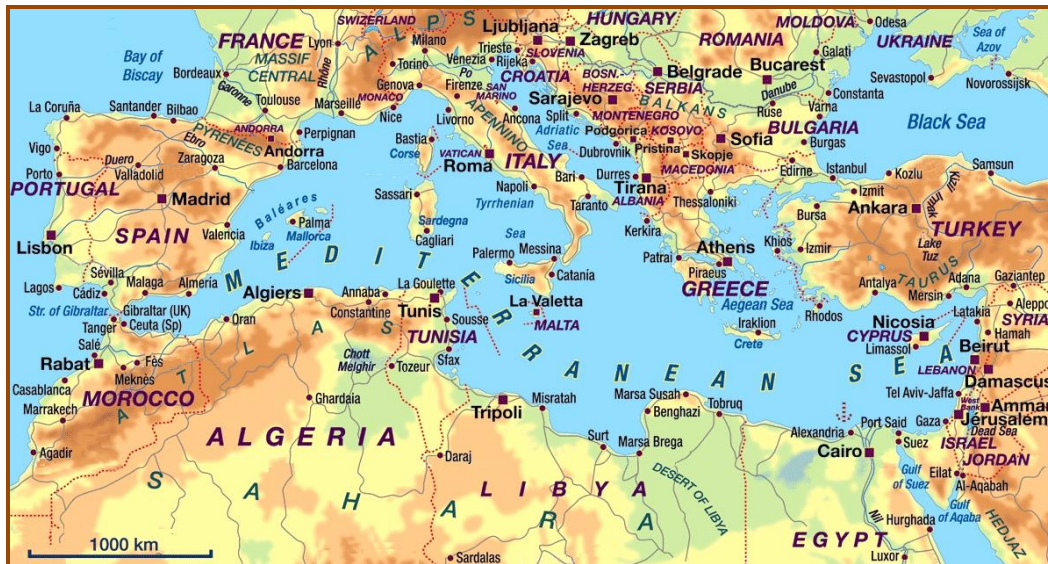 SWIZERLAND
ALPS
Ljubljana
HUNGARY
MOLDOVA
Odesa
FRANCE
Lyon
Milano
Trieste
SLOVENIA
Zagreb
ROMANIA
Galati
UKRAINE
Sea of
Azov
Bay of
Biscay
MASSIF
CENTRAL
Rhône
Torino
Venezia
Rijeka
CROATIA
Belgrade
SERBIA
Bucarest
Sevastopol
Novorossijsk
Bordeaux
Garonne
Genova
Po
SAN
MARINO
BOSN.
HERZEG.
Danube
Constanta
La Coruña
Santander
Bilbao
Toulouse
Marseille
MONACO
Nice
Firenze
Livorno
Ancona
Sarajevo
Split
MONTENEGRO
BALKANS
Ruse
Varna
BULGARIA
Burgas
Black Sea
Vigo
PYRENEES
ANDORRA
Andorra
Perpignan
Bastia
Corse
APENNINO
Adriatic
Sea
Podgorica
KOSOVO
Pristina
Sofia
Porto
Duero
Valladolid
Ebro
Zaragoza
Barcelona
VATICAN
Roma
ITALY
Dubrovnik
Skopje
MACEDONIA
Edirne
Istanbul
Kozlu
Samsun
PORTUGAL
Madrid
Baléares
Sassari
Napoli
Bari
Durres
Tirana
ALBANIA
Thessaloniki
Izmit
Kizil
Irmak
Lisbon
SPAIN
Valencia
Ibiza
Palma
Mallorca
Sardegna
Cagliari
Tyrrhenian
Sea
Taranto
Kerkira
Bursa
Ankara
TURKEY
Lake
Tuz
Lagos
Sévilla
Cádiz
Malaga
Almeria
MEDITERRANEAN SEA
Palermo
Messina
Sicilia
Catanía
Patrai
Athens
Piraeus
GREECE
Aegean Sea
Khios
Izmir
TAURUS
Antalya
Mersin
Adana
Gaziantep
Str. of Gibraltar
Gibraltar (UK)
Ceuta (Sp)
Tanger
Algiers
Annaba
Constantine
La Goulette
Tunis
TUNISIA
La Valetta
MALTA
Iraklion
Crete
Rhodos
Nicosia
CYPRUS
Limassol
Latakia
Aleppo
SYRIA
Hamah
Salé
Rabat
Fès
Meknès
Oran
ATLAS
Sousse
Sfax
Chott
Melghir
Tozeur
Beirut
LEBANON
Damascus
Casablanca
Marrakech
MOROCCO
Ghardaia
Tripoli
Misratah
Marsa Susah
Benghazi
Tobruq
Alexandria
Port Said
Tel Aviv-Jaffa
West
Bank
Amman
Jérusalem
Gaza
Dead Sea
Agadir
ALGERIA
Daraj
Surt
Marsa Brega
Cairo
Suez
ISRAEL
JORDAN
SAHARA
LIBYA
DESERT OF LIBYA
Gulf
of Suez
Eilat
Al-Aqabah
Gulf
of Aqaba
1000 km
Sardalas
EGYPT
Nil
Hurghada
Luxor
HEDJAZ